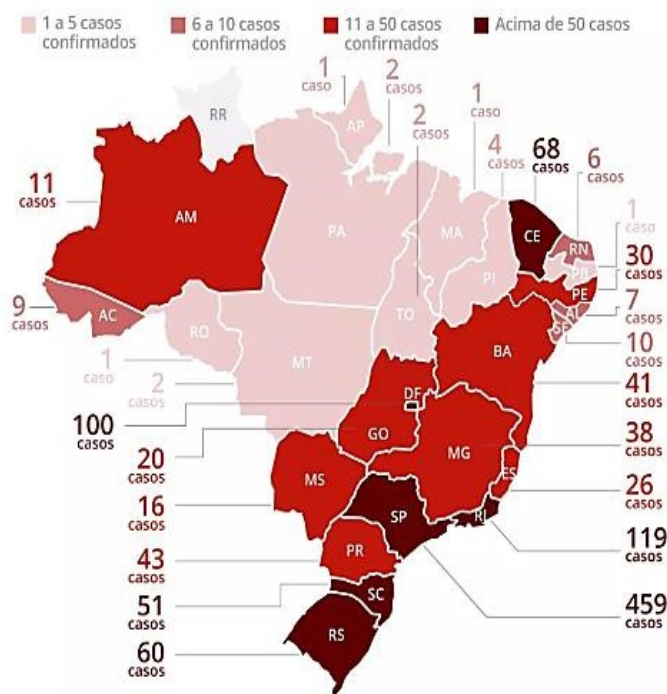 1 a 5 casos
confirmados
6 a 10 casos
confirmados
11 a 50 casos
confirmados
Acima de 50 casos
RR
1
caso
2
casos
2
casos
1
caso
4
casos
68
casos
6
casos
AP
11
casos
AM
PA
MA
CE
RN
1
caso
PB
30
casos
PI
PE
9
casos
AC
RO
TO
AL
7
casos
SE
10
casos
1
caso
MT
BA
2
casos
41
casos
100
casos
DF
GO
MG
38
casos
20
casos
MS
ES
26
casos
16
casos
SP
RJ
119
casos
43
casos
PR
51
casos
SC
459
casos
60
casos
RS